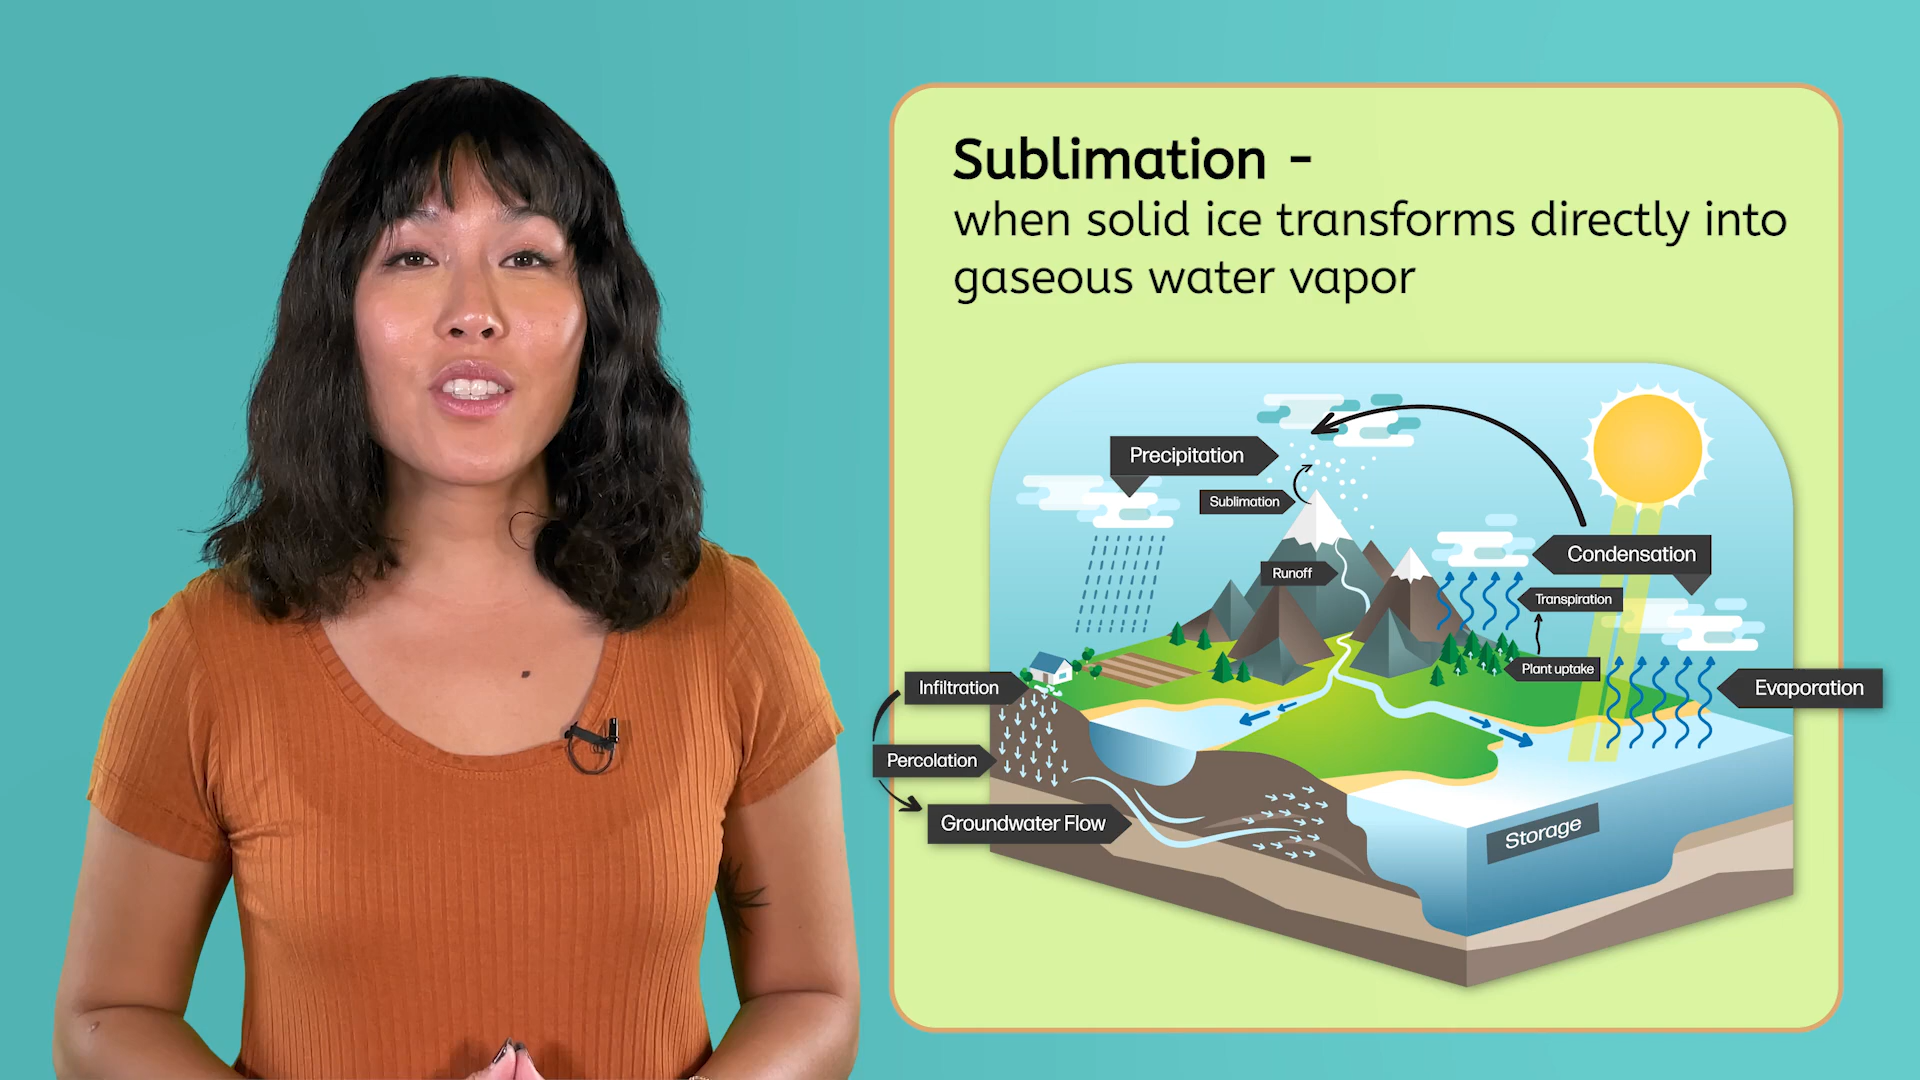 Sublimation -
when solid ice transforms directly into
gaseous water vapor
Precipitation
Sublimation
Condensation
Runoff
Transpiration
Plant uptake
Infiltration
Evaporation
Percolation
Groundwater Flow
Storage